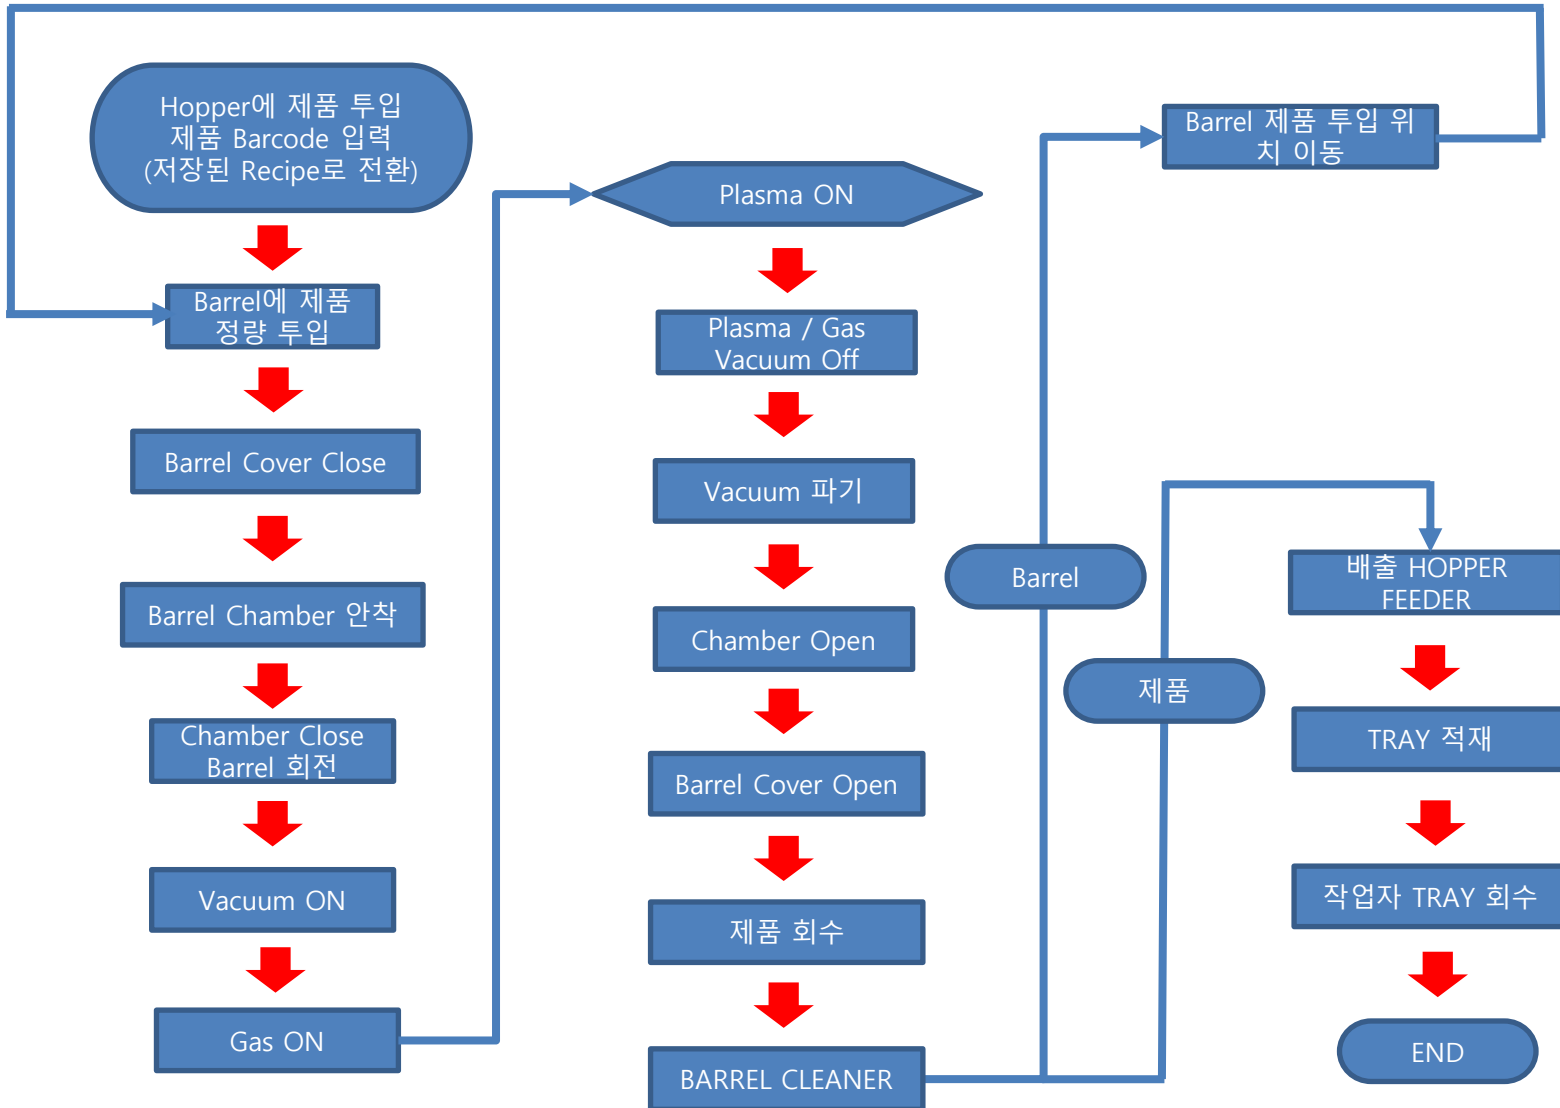 Hopper에 제품 투입
제품 Barcode 입력
(저장된 Recipe로 전환)
Barrel에 제품
정량 투입
Barrel Cover Close
Barrel Chamber 안착
Chamber Close
Barrel 회전
Vacuum ON
Gas ON
Plasma ON
Plasma / Gas
Vacuum Off
Vacuum 파기
Chamber Open
Barrel Cover Open
제품 회수
BARREL CLEANER
Barrel
Barrel 제품 투입 위
치 이동
제품
배출 HOPPER
FEEDER
TRAY 적재
작업자 TRAY 회수
END